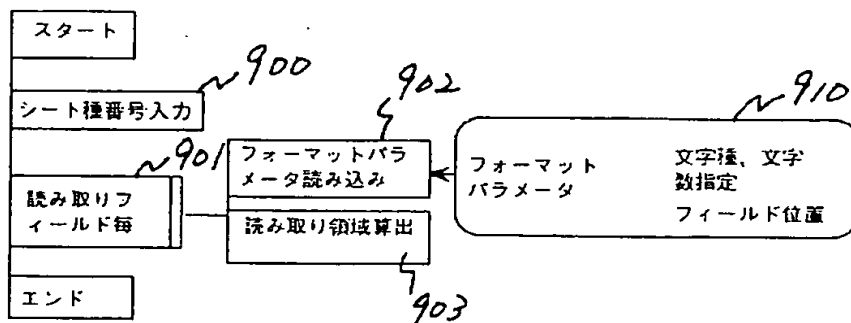 スタート
900
シート種番号入力
901
読み取りフ
ィールド毎
エンド
902
フォーマットパラ
メータ読み込み
読み取り領域算出
903
910
フォーマット
パラメータ
文字種、文字
数指定
フィールド位置